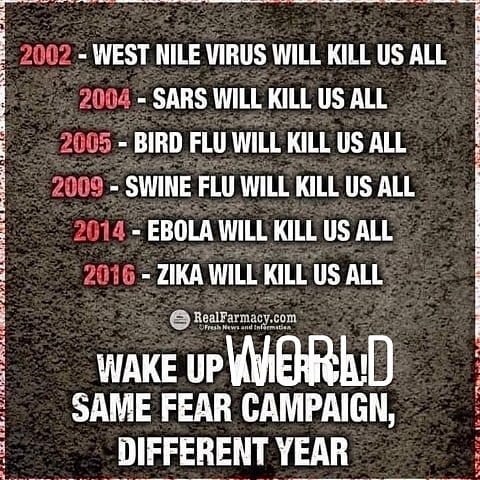 2002 - WEST NILE VIRUS WILL KILL US ALL
2004 - SARS WILL KILL US ALL
2005 - BIRD FLU WILL KILL US ALL
2009 - SWINE FLU WILL KILL US ALL
2014 - EBOLA WILL KILL US ALL
2016 - ZIKA WILL KILL US ALL
RealFarmacy.com
Fresh News and Information
WAKE UP AMERICA!
WORLD
SAME FEAR CAMPAIGN,
DIFFERENT YEAR